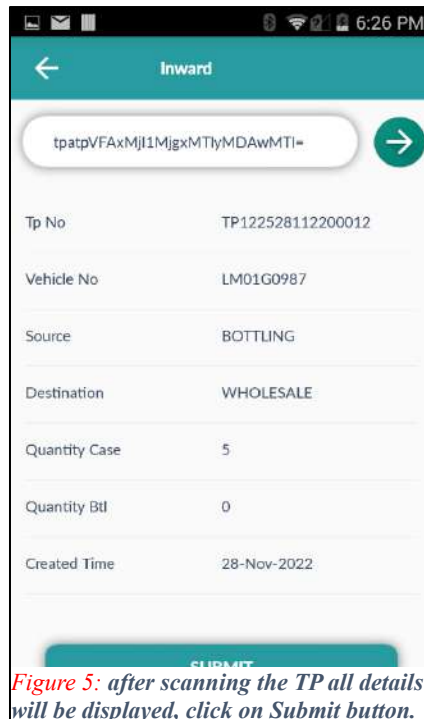 6:26 PM
Inward
tpatpVFAxMjI1MjgxMTIyMDAwMTI=
Tp No TP122528112200012
Vehicle No LM01G0987
Source BOTTLING
Destination WHOLESALE
Quantity Case 5
Quantity Btl 0
Created Time 28-Nov-2022
SUBMIT
Figure 5: after scanning the TP all details
will be displayed, click on Submit button.